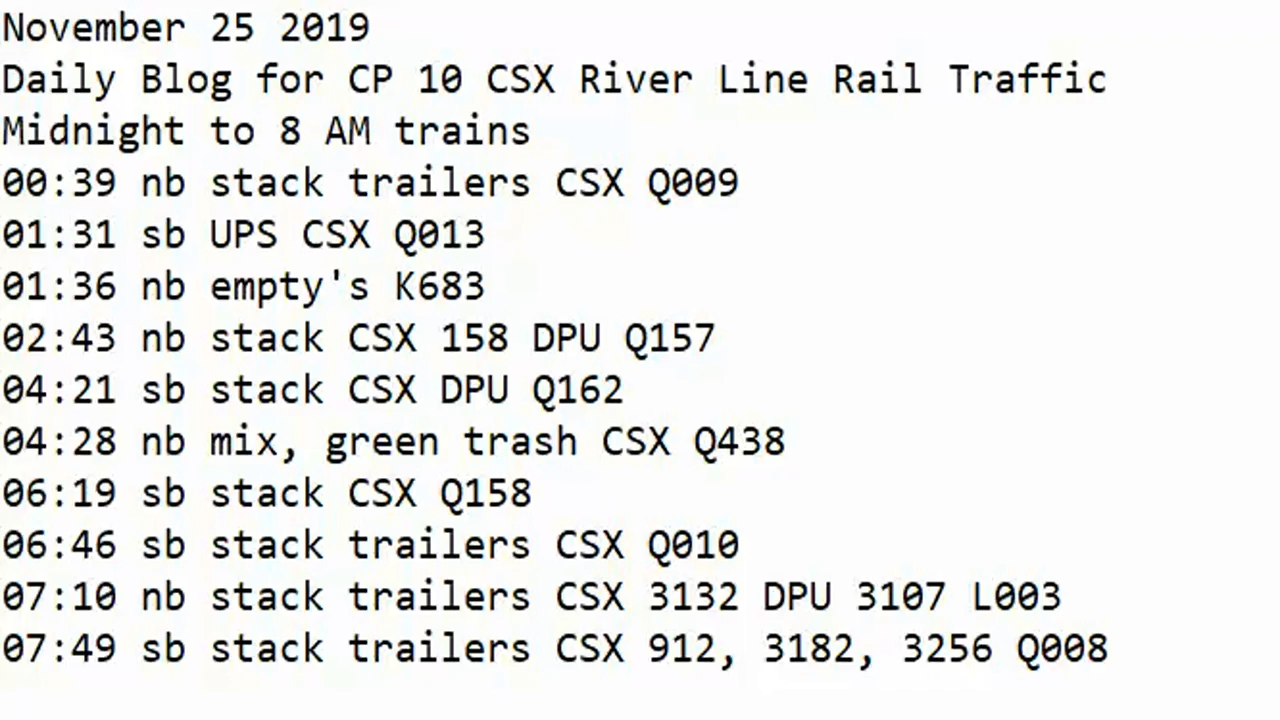 November 25 2019
Daily Blog for CP 10 CSX River Line Rail Traffic
Midnight to 8 AM trains
00:39 nb stack trailers CSX Q009
01:31 sb UPS CSX Q013
01:36 nb empty's K683
02:43 nb stack CSX 158 DPU Q157
04:21 sb stack CSX DPU Q162
04:28 nb mix, green trash CSX Q438
06:19 sb stack CSX Q158
06:46 sb stack trailers CSX Q010
07:10 nb stack trailers CSX 3132 DPU 3107 L003
07:49 sb stack trailers CSX 912, 3182, 3256 Q008